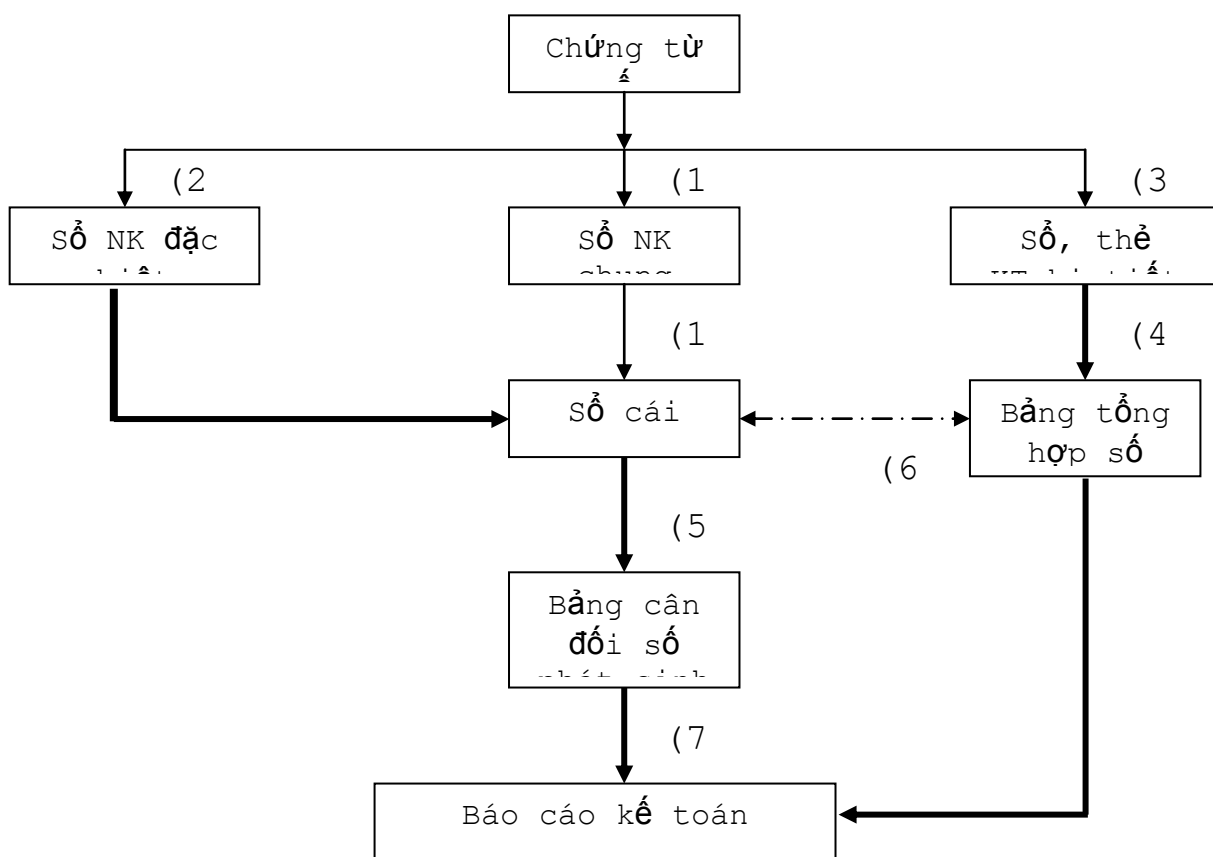 Chứng từ
(2
(1
(3
Sổ NK đặc
Sổ NK
Sổ, thẻ
(1
(4
Sổ cái
Bảng tổng
hợp số
(6
(5
Bảng cân
đối số
(7
Báo cáo kế toán